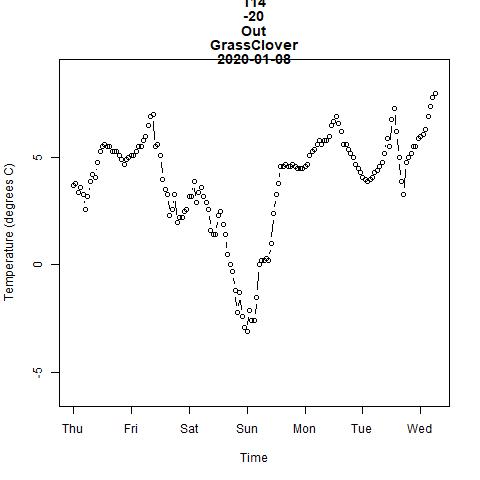 T14
-20
Out
GrassClover
2020-01-08
Temperature (degrees C)
5
0
-5
Thu Fri Sat Sun Mon Tue Wed
Time